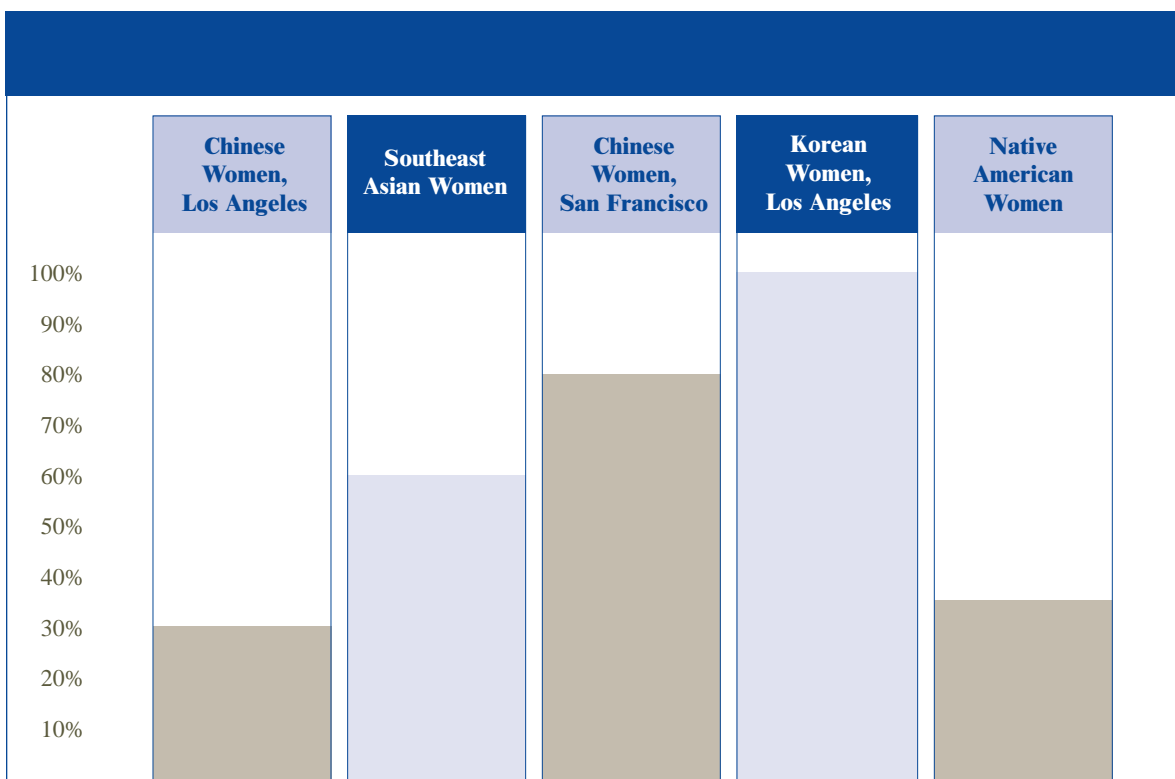 Chinese
Women,
Los Angeles
Southeast
Asian Women
Chinese
Women,
San Francisco
Korean
Women,
Los Angeles
Native
American
Women
100%
90%
80%
70%
60%
50%
40%
30%
20%
10%